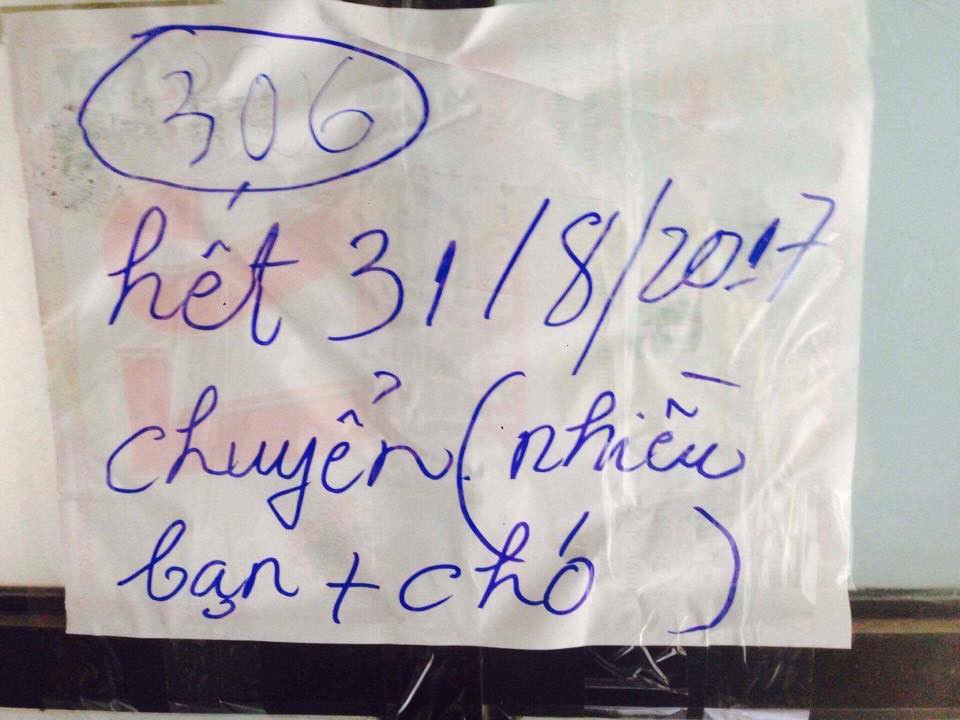 306
hết 31/8/2017
chuyển (nhiều
bạn + chó)